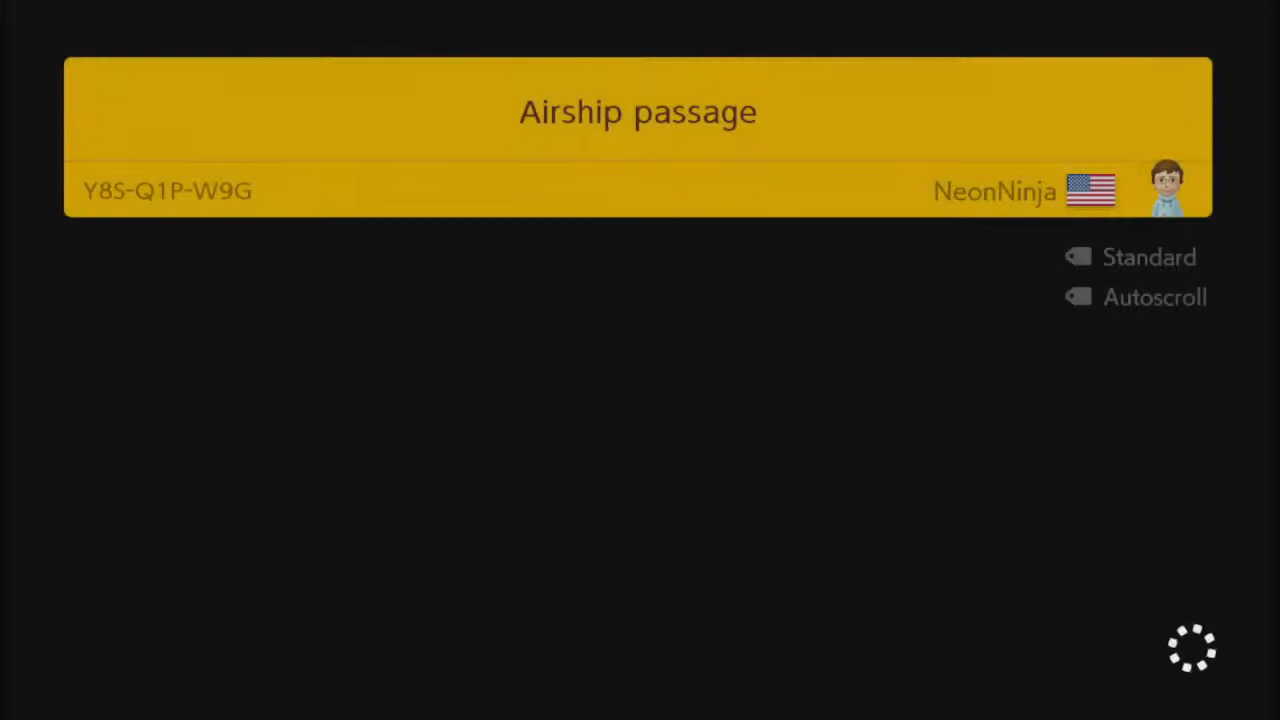 Airship passage
Y8S-Q1P-W9G
NeonNinja
Standard
Autoscroll